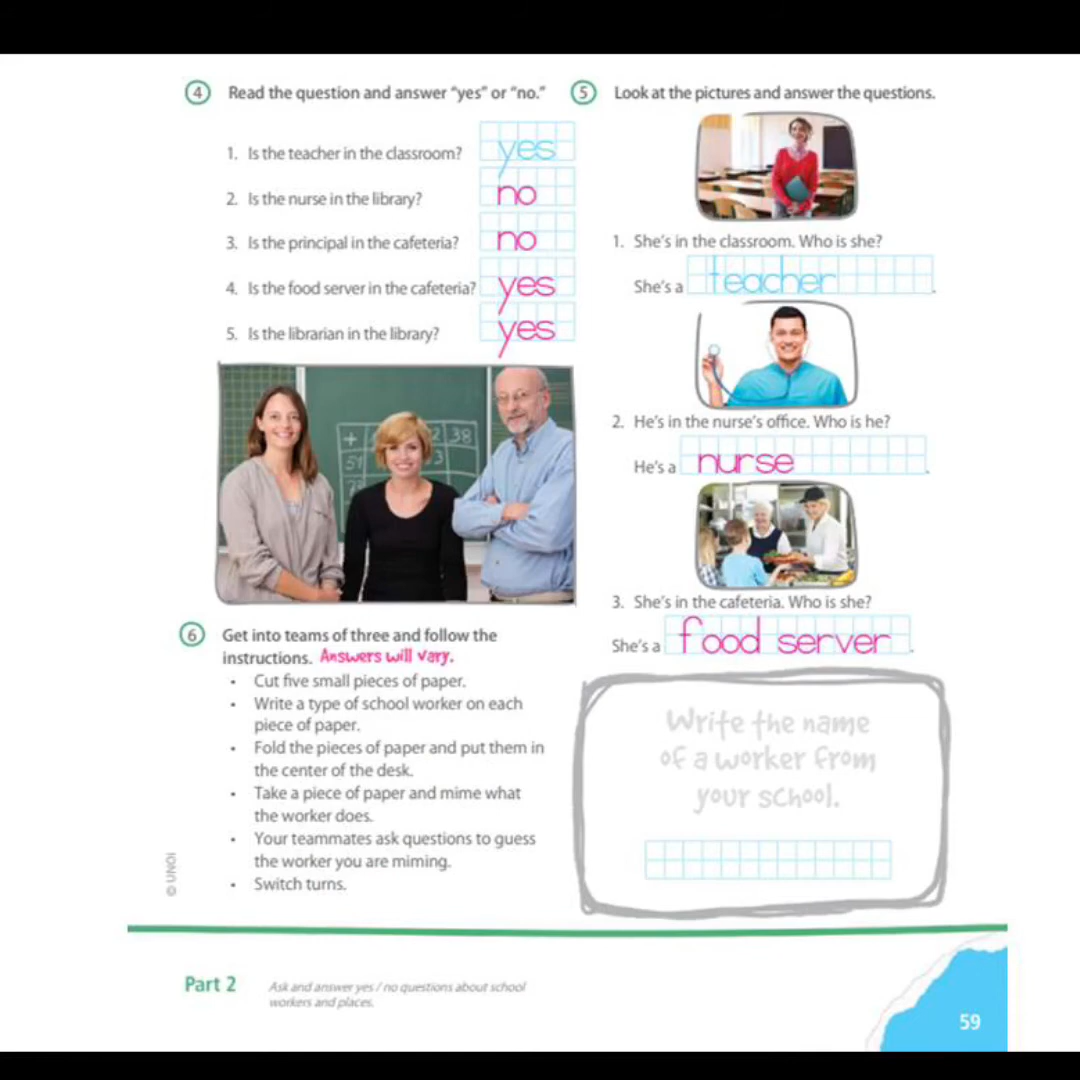 4 Read the question and answer “yes” or “no.”
1. Is the teacher in the classroom? yes
2. Is the nurse in the library? no
3. Is the principal in the cafeteria? no
4. Is the food server in the cafeteria? yes
5. Is the librarian in the library? yes
6 Get into teams of three and follow the
instructions. Answers will vary.
• Cut five small pieces of paper.
• Write a type of school worker on each
piece of paper.
• Fold the pieces of paper and put them in
the center of the desk.
• Take a piece of paper and mime what
the worker does.
• Your teammates ask questions to guess
the worker you are miming.
• Switch turns.
5 Look at the pictures and answer the questions.
1. She's in the classroom. Who is she?
She's a teacher.
2. He's in the nurse's office. Who is he?
He's a nurse.
3. She's in the cafeteria. Who is she?
She's a food server.
Write the name
of a worker from
your school.
© UNOI
Part 2
Ask and answer yes / no questions about school
workers and places.
59